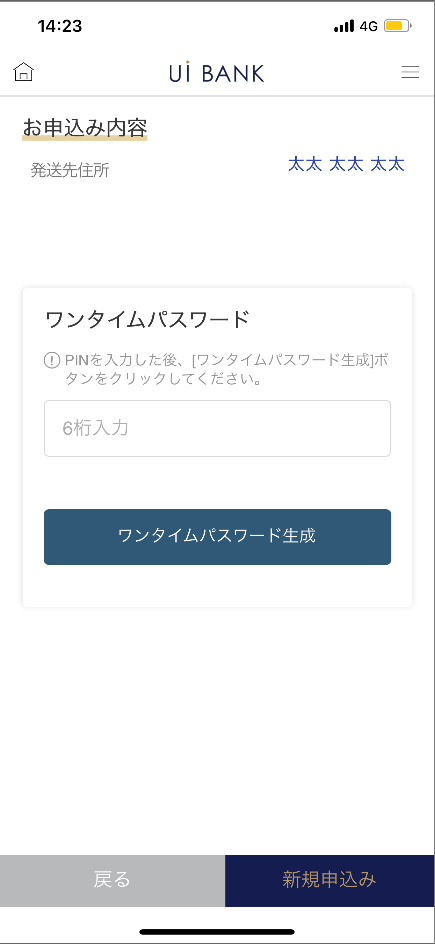 14:23
4G
Ui BANK
お申込み内容
発送先住所
太太 太太 太太
ワンタイムパスワード
PINを入力した後、[ワンタイムパスワード生成]ボ
タンをクリックしてください。
6桁入力
ワンタイムパスワード生成
戻る
新規申込み